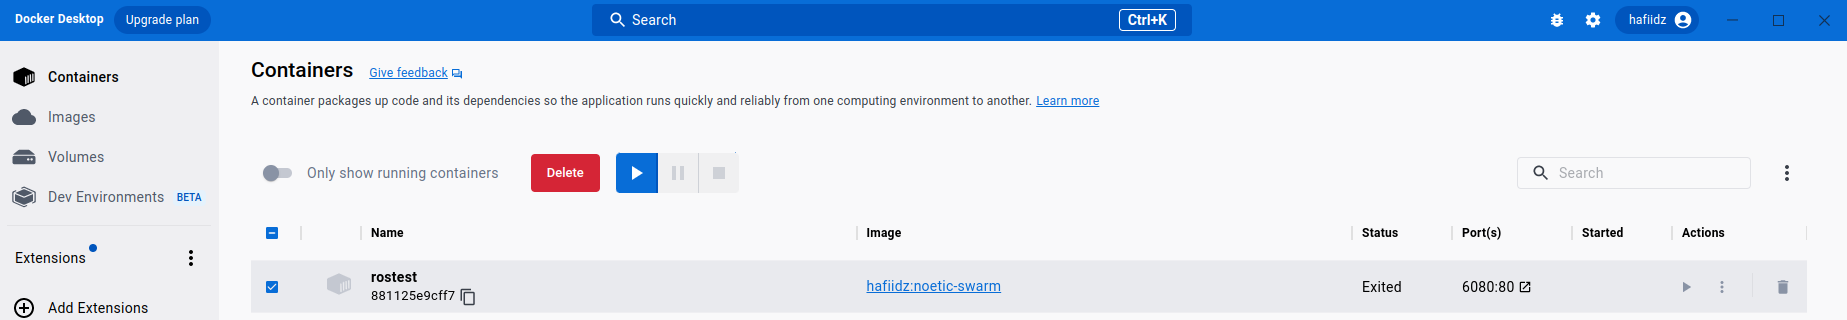 Docker Desktop Upgrade plan Search Ctrl+K hafiidz
Containers
Images
Volumes
Dev Environments BETA
Extensions
Add Extensions
Containers Give feedback
A container packages up code and its dependencies so the application runs quickly and reliably from one computing environment to another. Learn more
Only show running containers Delete Search
Name Image Status Port(s) Started Actions
rostest hafiidz:noetic-swarm Exited 6080:80
881125e9cff7